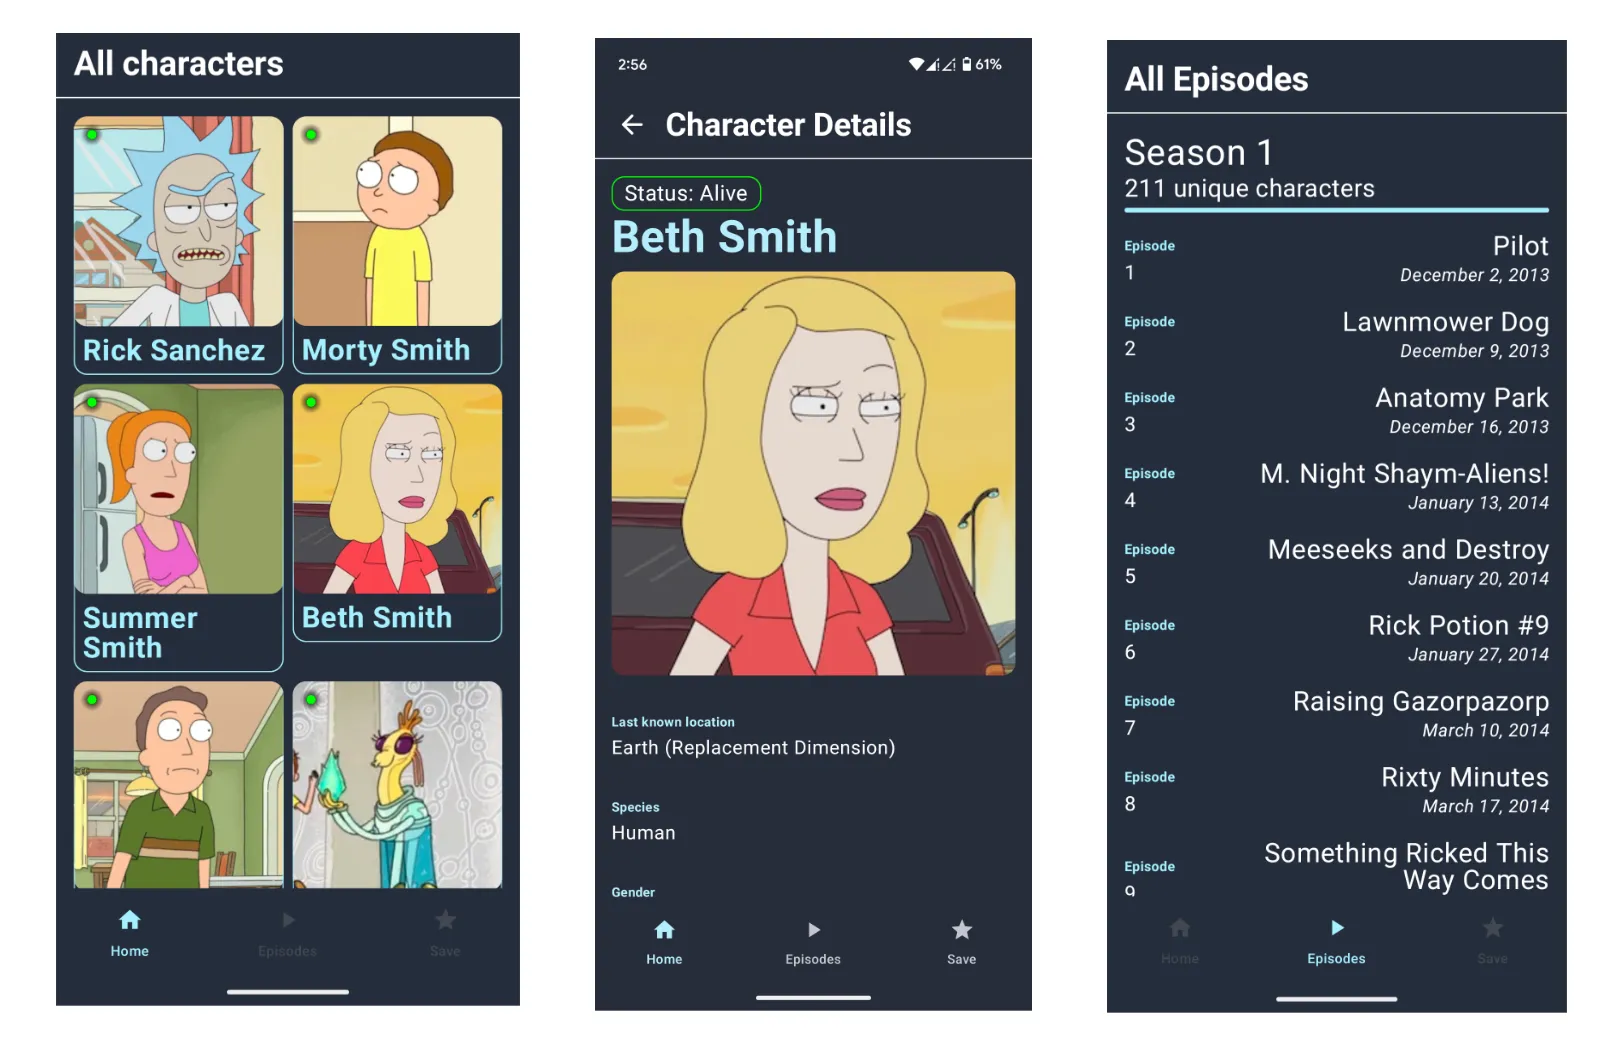 All characters
Rick Sanchez
Morty Smith
Summer
Smith
Beth Smith
Home
Episodes
Save
2:56
61%
Character Details
Status: Alive
Beth Smith
Last known location
Earth (Replacement Dimension)
Species
Human
Gender
Home
Episodes
Save
All Episodes
Season 1
211 unique characters
Episode
1
Pilot
December 2, 2013
Episode
2
Lawnmower Dog
December 9, 2013
Episode
3
Anatomy Park
December 16, 2013
Episode
4
M. Night Shaym-Aliens!
January 13, 2014
Episode
5
Meeseeks and Destroy
January 20, 2014
Episode
6
Rick Potion #9
January 27, 2014
Episode
7
Raising Gazorpazorp
March 10, 2014
Episode
8
Rixty Minutes
March 17, 2014
Episode
9
Something Ricked This
Way Comes
Home
Episodes
Save